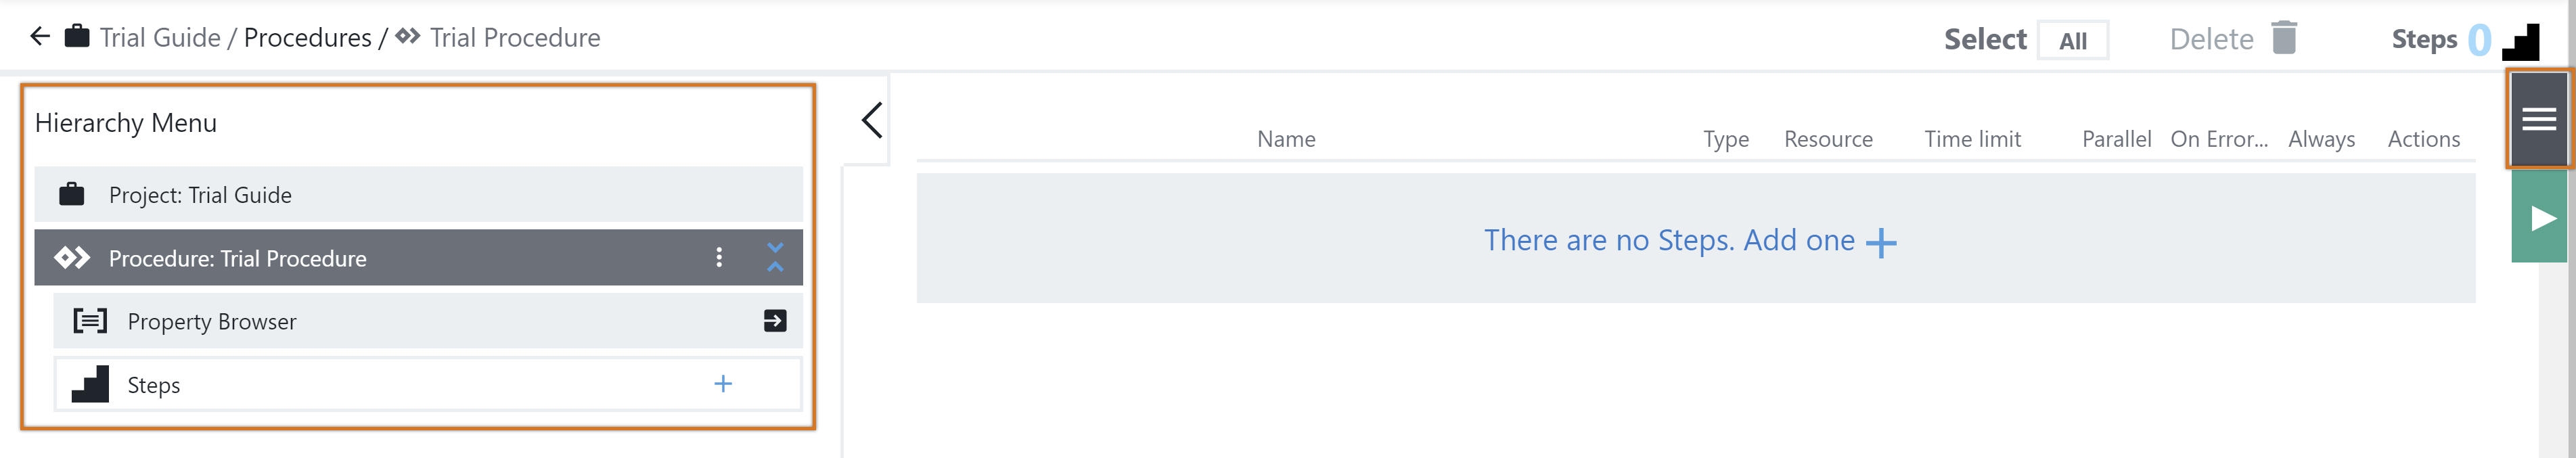 Trial Guide / Procedures / Trial Procedure
Select All Delete Steps 0
Hierarchy Menu
Project: Trial Guide
Procedure: Trial Procedure
Property Browser
Steps
Name Type Resource Time limit Parallel On Error... Always Actions
There are no Steps. Add one